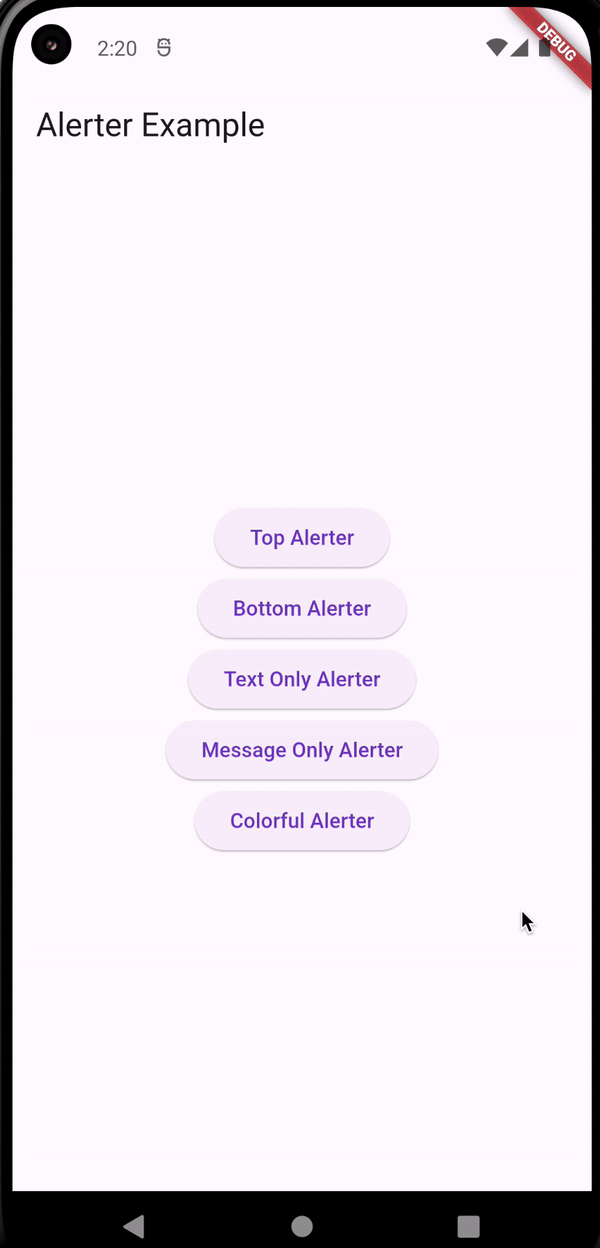 2:20
DEBUG
Alerter Example
Top Alerter
Bottom Alerter
Text Only Alerter
Message Only Alerter
Colorful Alerter